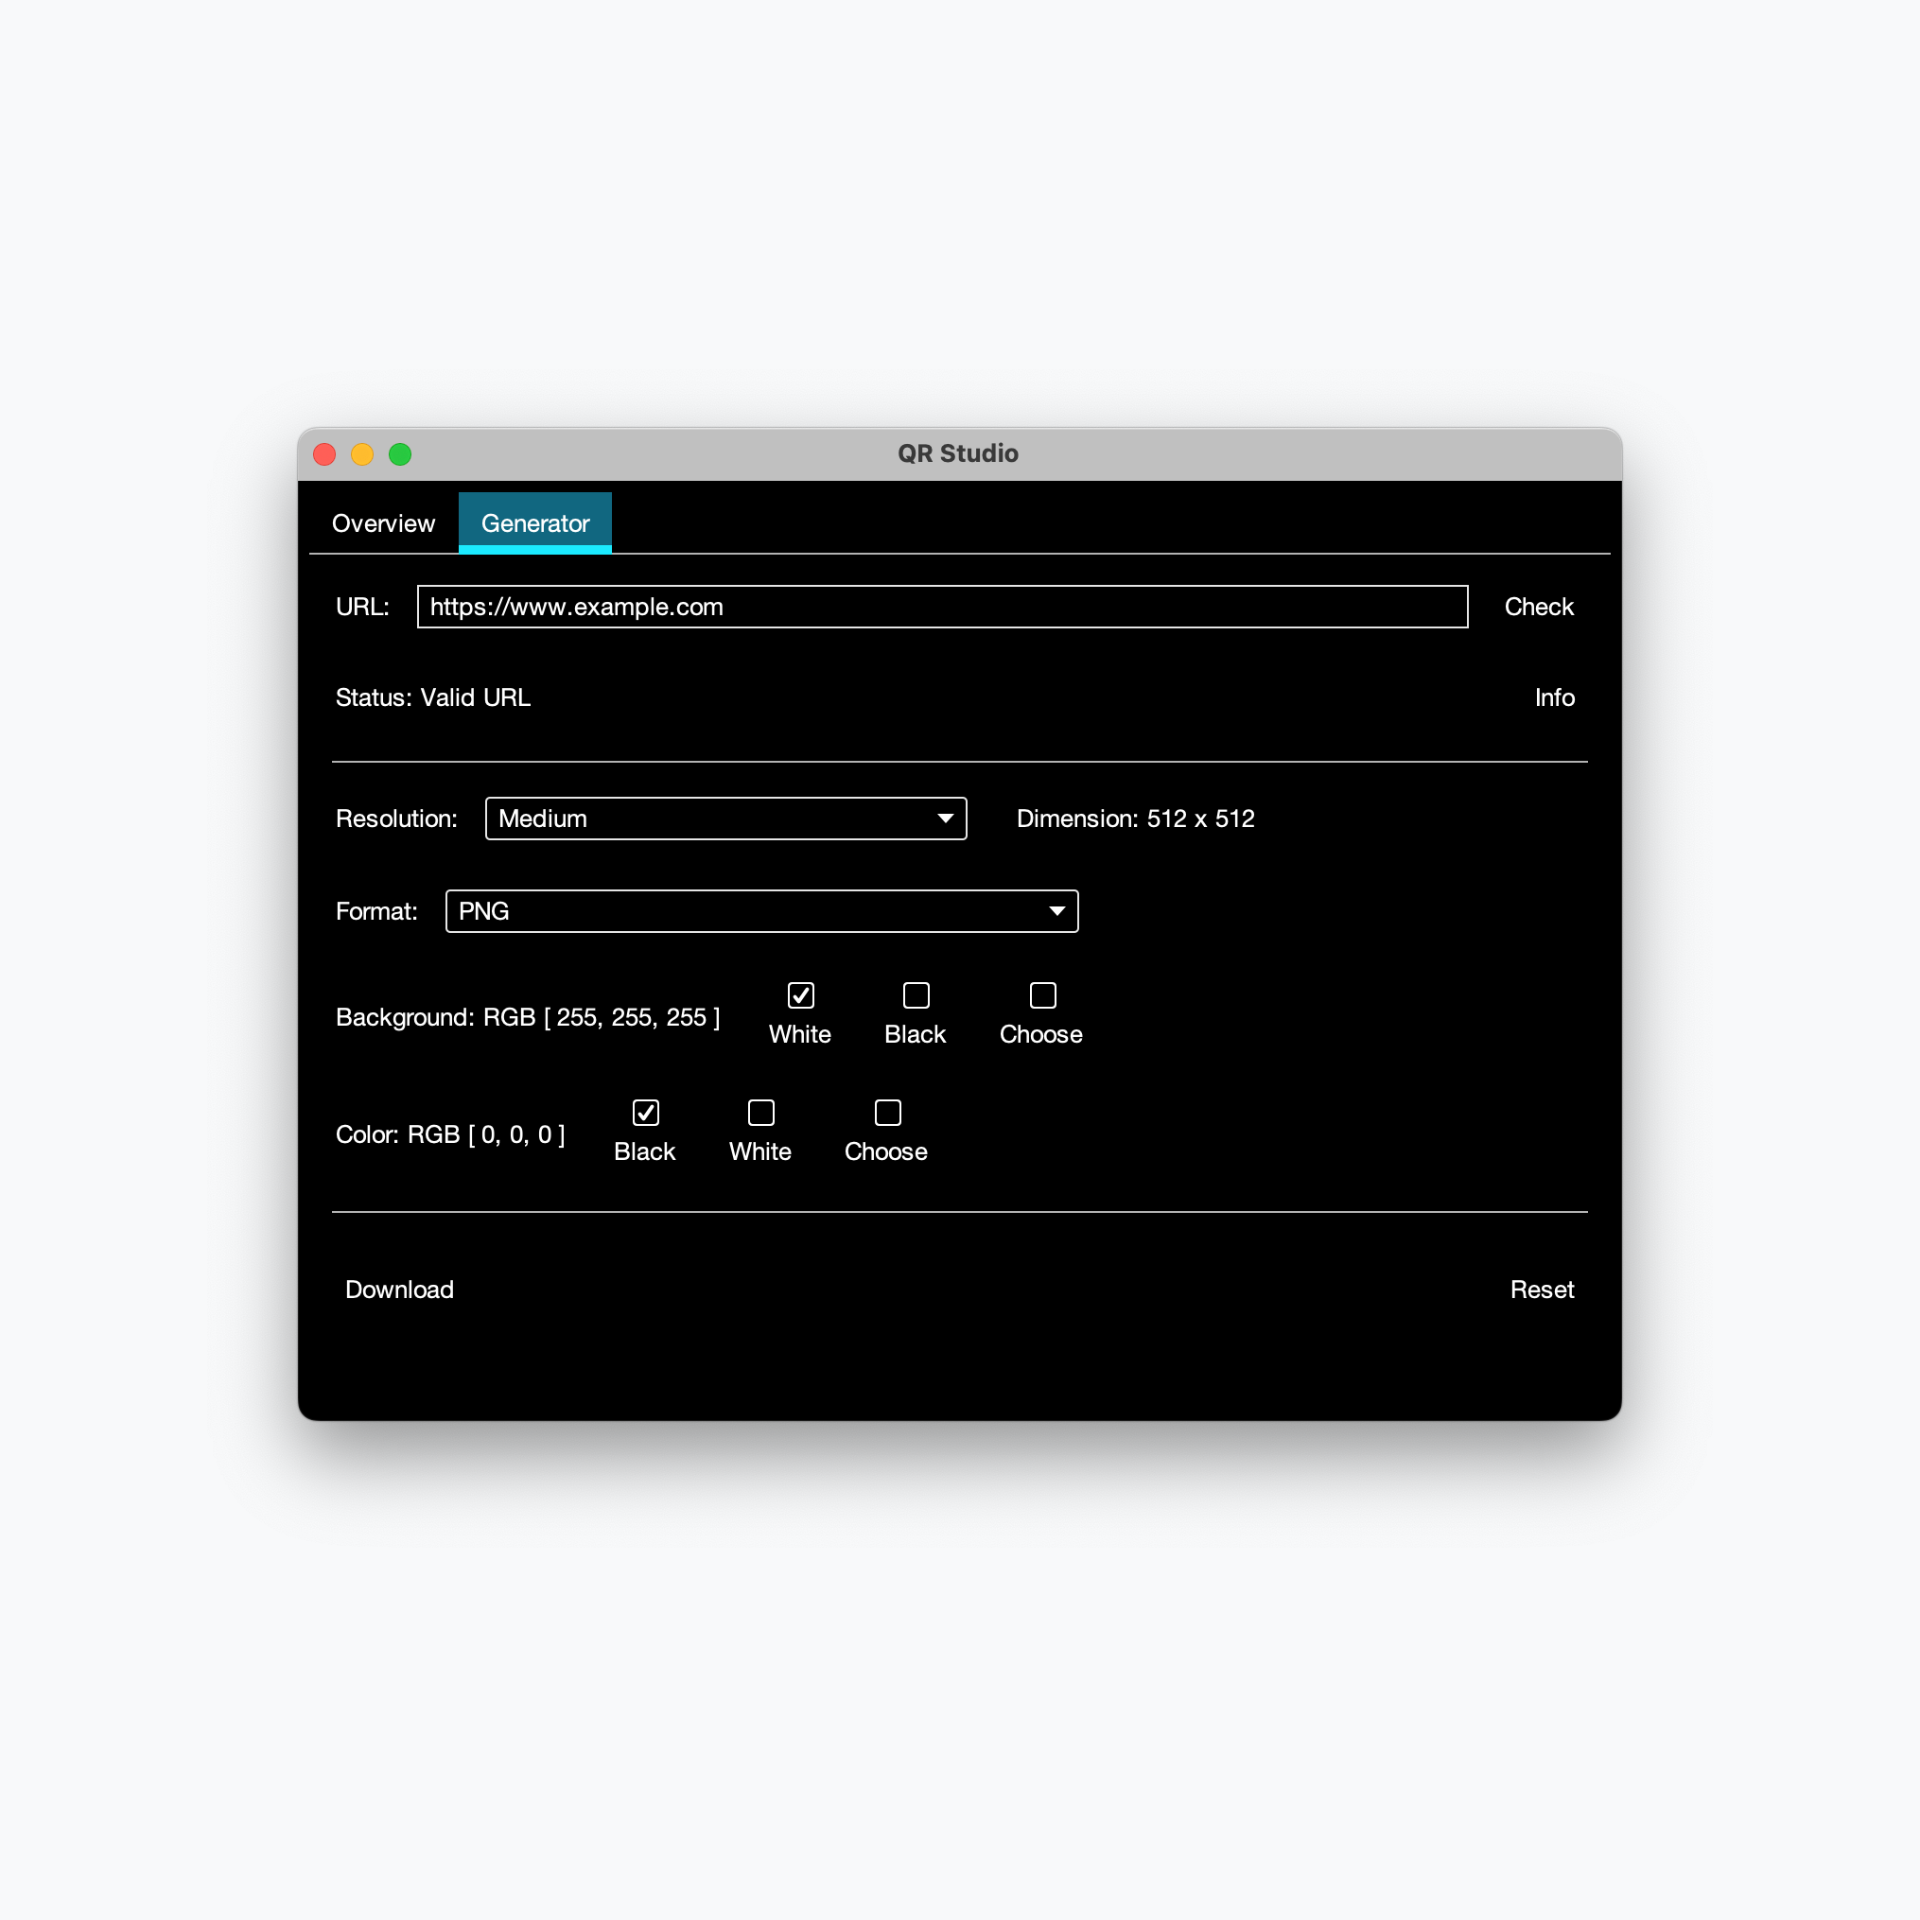 QR Studio
Overview Generator
URL: https://www.example.com Check
Status: Valid URL Info
Resolution: Medium Dimension: 512 x 512
Format: PNG
Background: RGB [ 255, 255, 255 ] White Black Choose
Color: RGB [ 0, 0, 0 ] Black White Choose
Download Reset